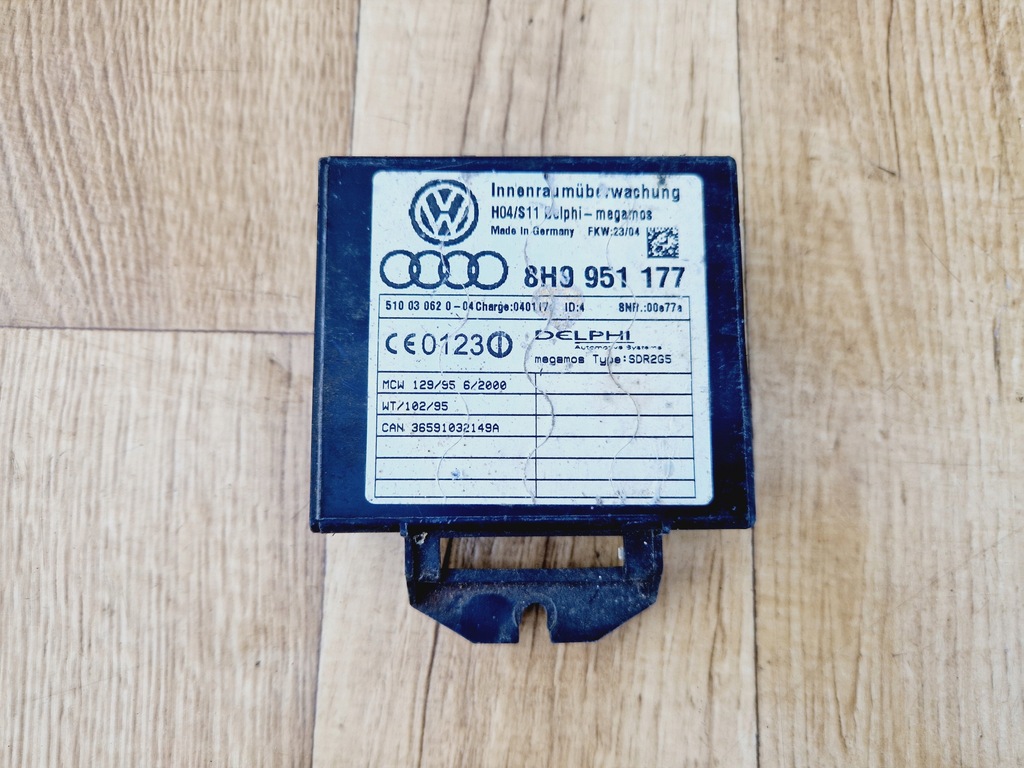 Innenraumüberwachung
H04/S11 Delphi-megamos
Made in Germany FKW:23/04
8H0 951 177
510 03 062 0-04 Charge:040117 ID:4 SNR.:00e77a
CE0123
DELPHI
Automotive Systems
megamos Type:SDR2G5
MCW 129/95 6/2000
WT/102/95
CAN 36591032149A